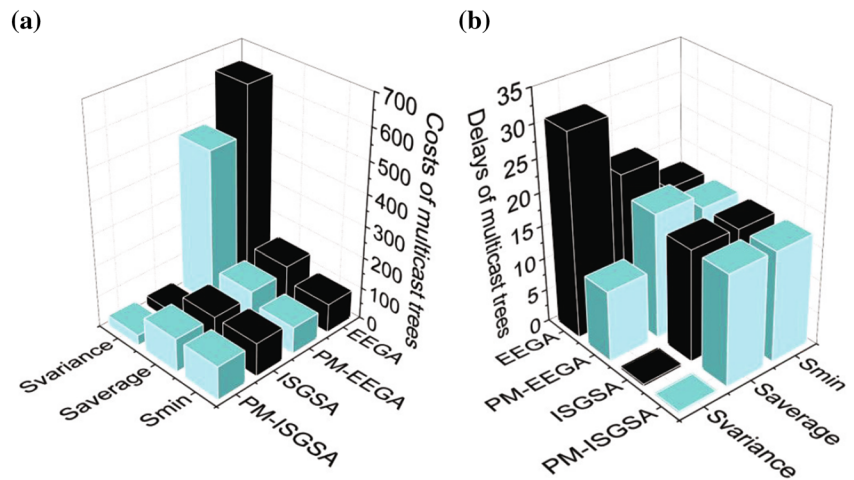 (a)
700
600
500
400
300
200
100
0
Costs of multicast trees
Svariance
Saverage
Smin
PM-ISGSA
ISGSA
PM-EEGA
EEGA
(b)
35
30
25
20
15
10
5
0
Delays of multicast trees
EEGA
PM-EEGA
ISGSA
PM-ISGSA
Svariance
Saverage
Smin